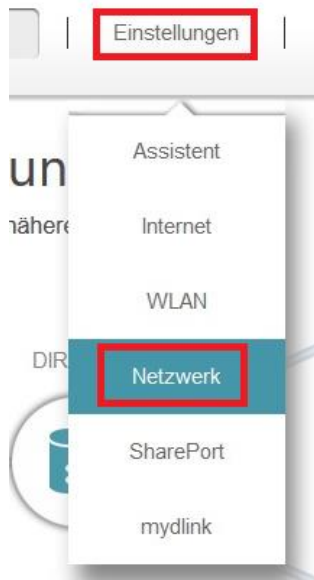 Einstellungen
Assistent
un
nähere
Internet
WLAN
DIR
Netzwerk
SharePort
mydlink